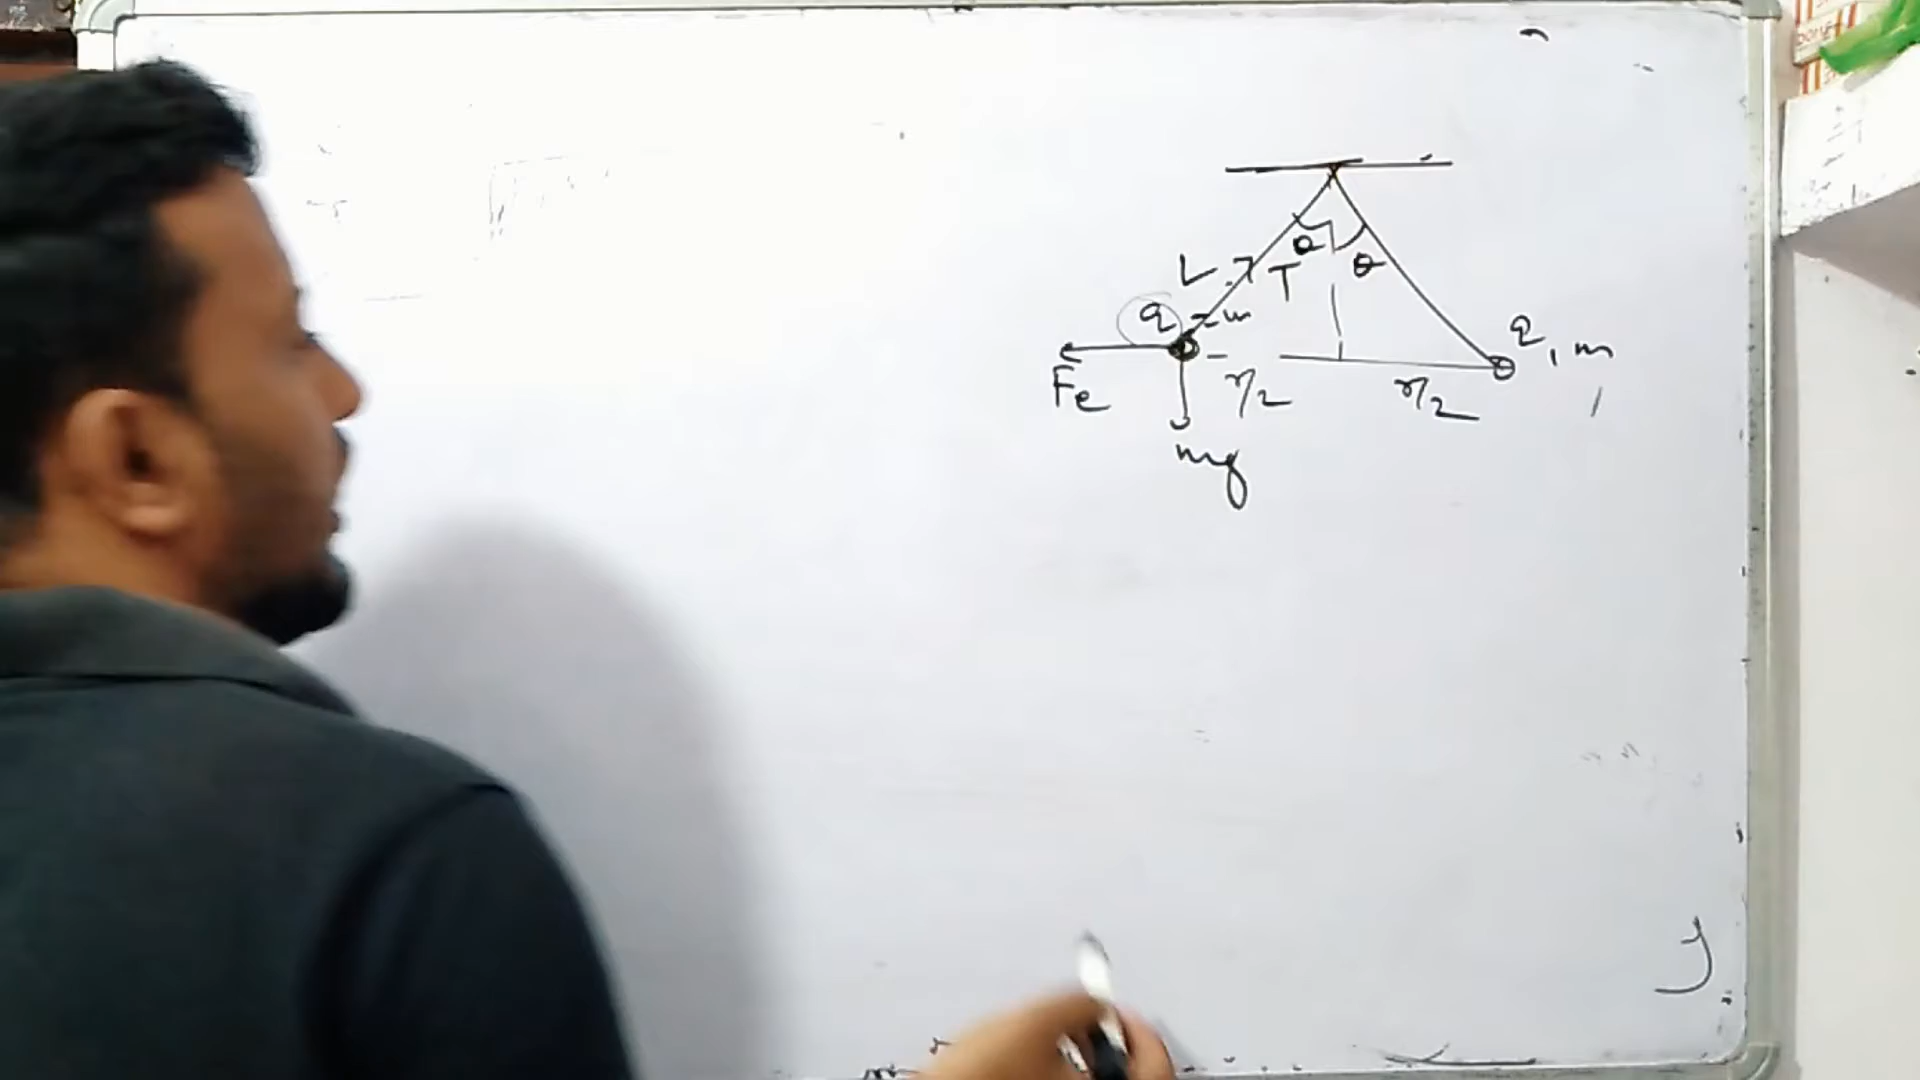 θ θ
L T
q m
q, m
Fe r/2 r/2
mg